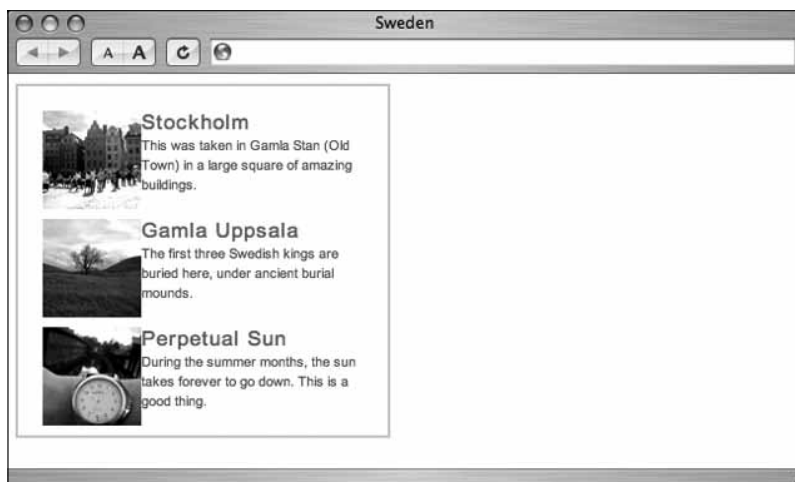 Sweden
A A
Stockholm
This was taken in Gamla Stan (Old
Town) in a large square of amazing
buildings.
Gamla Uppsala
The first three Swedish kings are
buried here, under ancient burial
mounds.
Perpetual Sun
During the summer months, the sun
takes forever to go down. This is a
good thing.